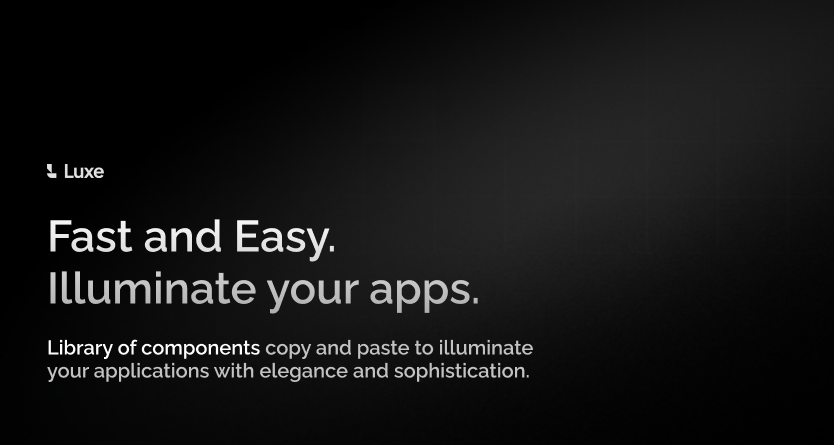 Luxe
Fast and Easy.
Illuminate your apps.
Library of components copy and paste to illuminate
your applications with elegance and sophistication.